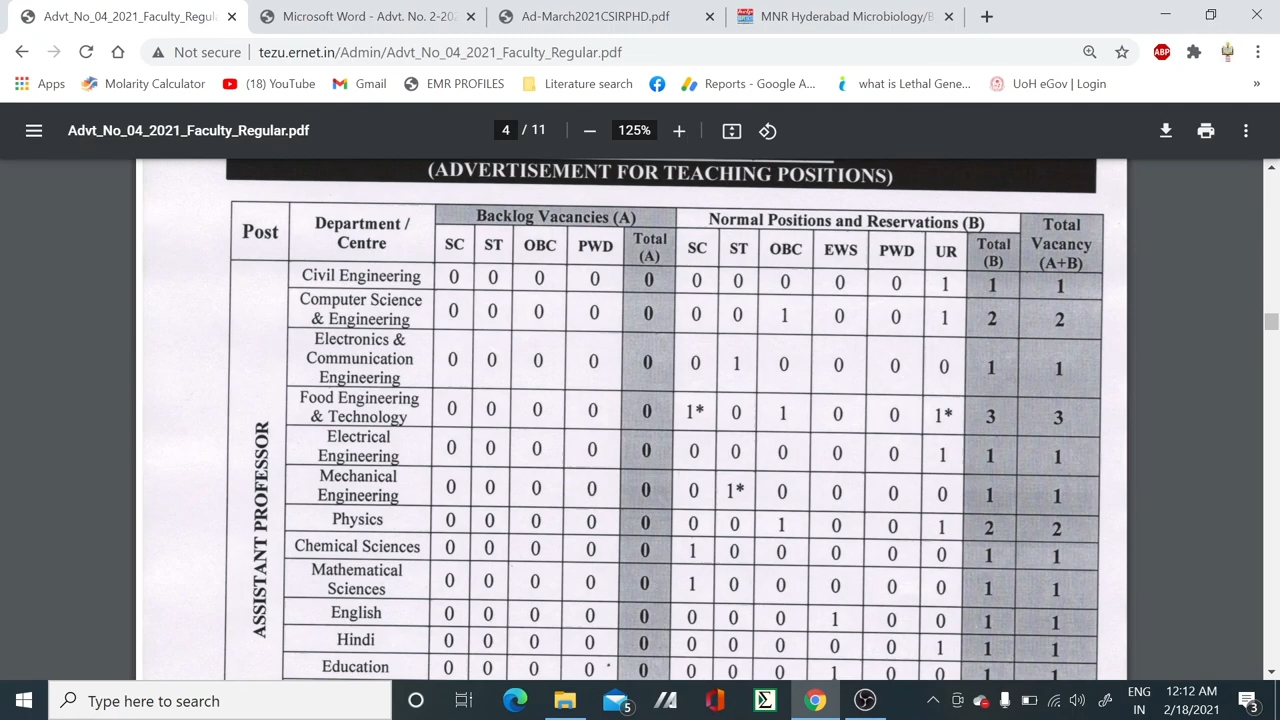 Advt_No_04_2021_Faculty_Regula
Microsoft Word - Advt. No. 2-202
Ad-March2021CSIRPHD.pdf
MNR Hyderabad Microbiology/B
Not secure | tezu.ernet.in/Admin/Advt_No_04_2021_Faculty_Regular.pdf
ABP
Apps Molarity Calculator (18) YouTube Gmail EMR PROFILES Literature search Reports - Google A... what is Lethal Gene... UoH eGov | Login »
Advt_No_04_2021_Faculty_Regular.pdf 4 / 11 125%
(ADVERTISEMENT FOR TEACHING POSITIONS)
Post Department / Centre Backlog Vacancies (A) Normal Positions and Reservations (B) Total Vacancy (A+B)
SC ST OBC PWD Total (A) SC ST OBC EWS PWD UR Total (B)
ASSISTANT PROFESSOR
Civil Engineering 0 0 0 0 0 0 0 0 0 0 1 1 1
Computer Science & Engineering 0 0 0 0 0 0 0 1 0 0 1 2 2
Electronics & Communication Engineering 0 0 0 0 0 0 1 0 0 0 0 1 1
Food Engineering & Technology 0 0 0 0 0 1* 0 1 0 0 1* 3 3
Electrical Engineering 0 0 0 0 0 0 0 0 0 0 1 1 1
Mechanical Engineering 0 0 0 0 0 0 1* 0 0 0 0 1 1
Physics 0 0 0 0 0 0 0 1 0 0 1 2 2
Chemical Sciences 0 0 0 0 0 1 0 0 0 0 0 1 1
Mathematical Sciences 0 0 0 0 0 1 0 0 0 0 0 1 1
English 0 0 0 0 0 0 0 0 1 0 0 1 1
Hindi 0 0 0 0 0 0 0 0 0 0 1 1 1
Education 0 0 0 0 0 0 0 0 1 0 0 1 1
Type here to search
5
ENG
IN
12:12 AM
2/18/2021
3